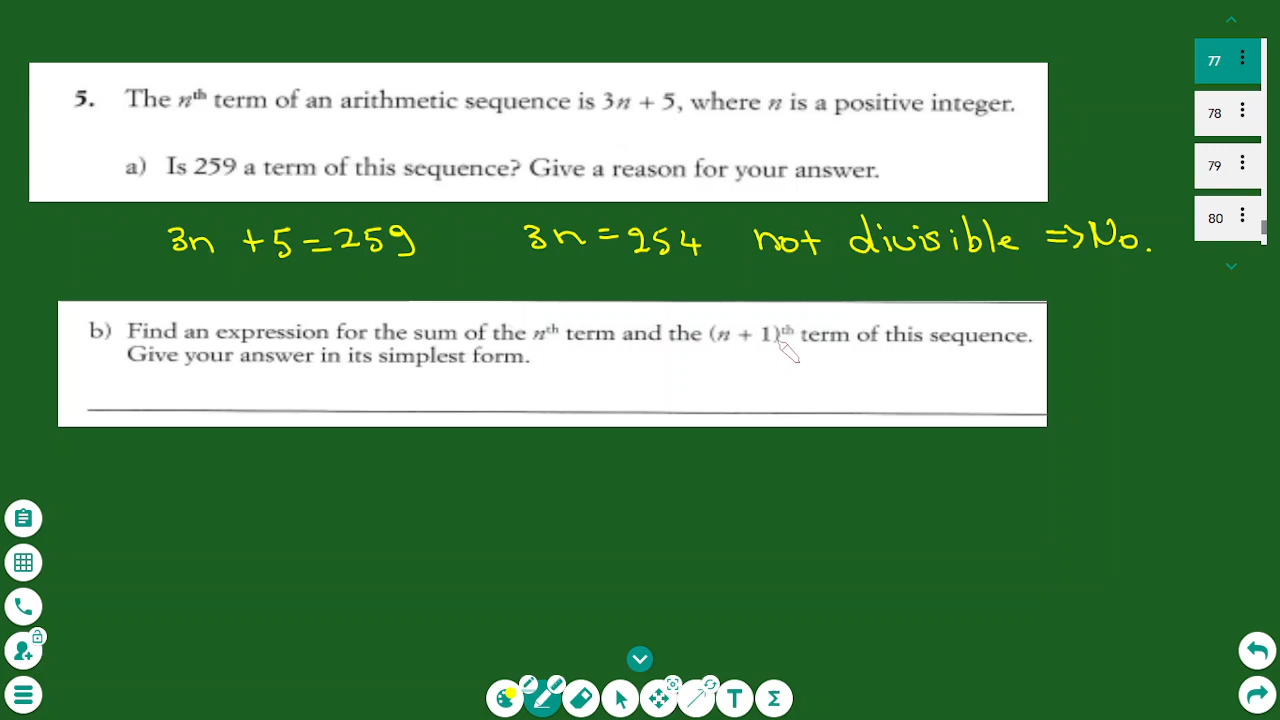 77
78
79
80
5. The nᵗʰ term of an arithmetic sequence is 3n + 5, where n is a positive integer.
a) Is 259 a term of this sequence? Give a reason for your answer.
3n + 5 = 259 3n = 254 not divisible => No.
b) Find an expression for the sum of the nᵗʰ term and the (n + 1)ᵗʰ term of this sequence.
Give your answer in its simplest form.
T Σ